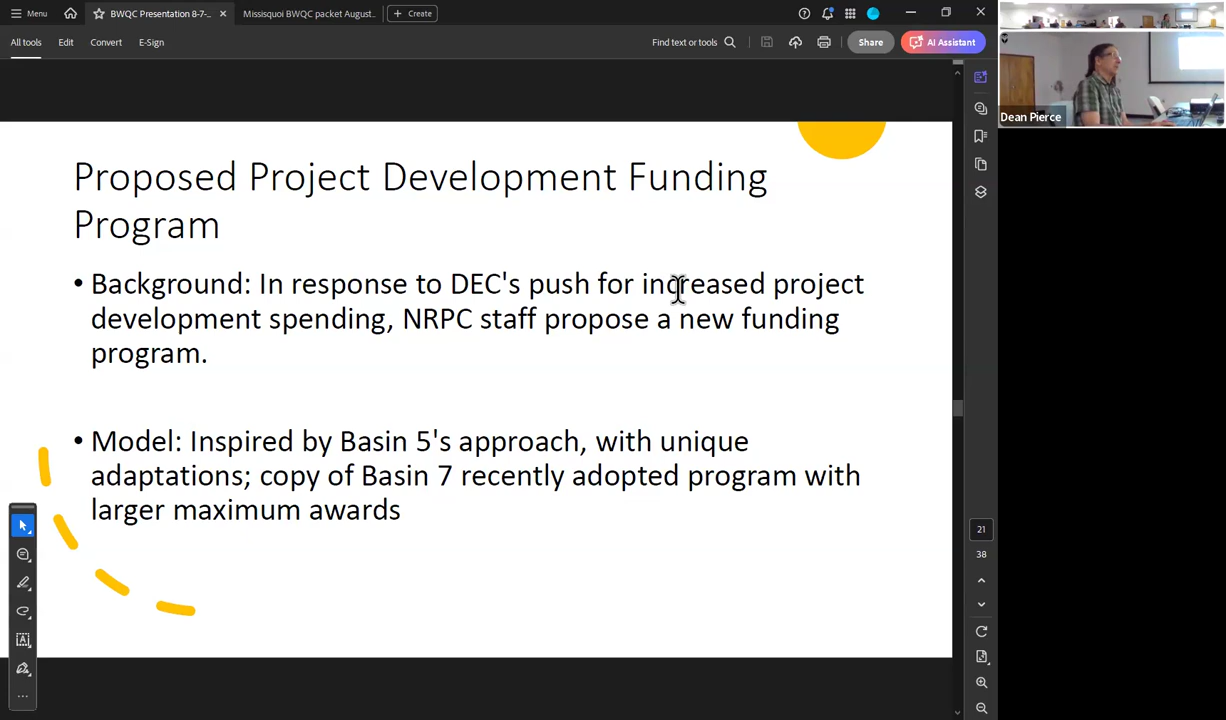 Menu
BWQC Presentation 8-7-...
Missisquoi BWQC packet August...
+ Create
All tools
Edit
Convert
E-Sign
Find text or tools
Share
AI Assistant
Dean Pierce
Proposed Project Development Funding
Program
• Background: In response to DEC's push for increased project
development spending, NRPC staff propose a new funding
program.
• Model: Inspired by Basin 5's approach, with unique
adaptations; copy of Basin 7 recently adopted program with
larger maximum awards
21
38